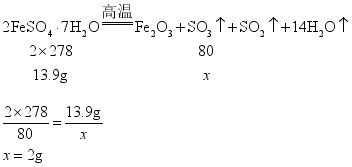 2FeSO₄·7H₂O =高温= Fe₂O₃+SO₃↑+SO₂↑+14H₂O↑
2×278 80
13.9g x
2×278/80 = 13.9g/x
x=2g